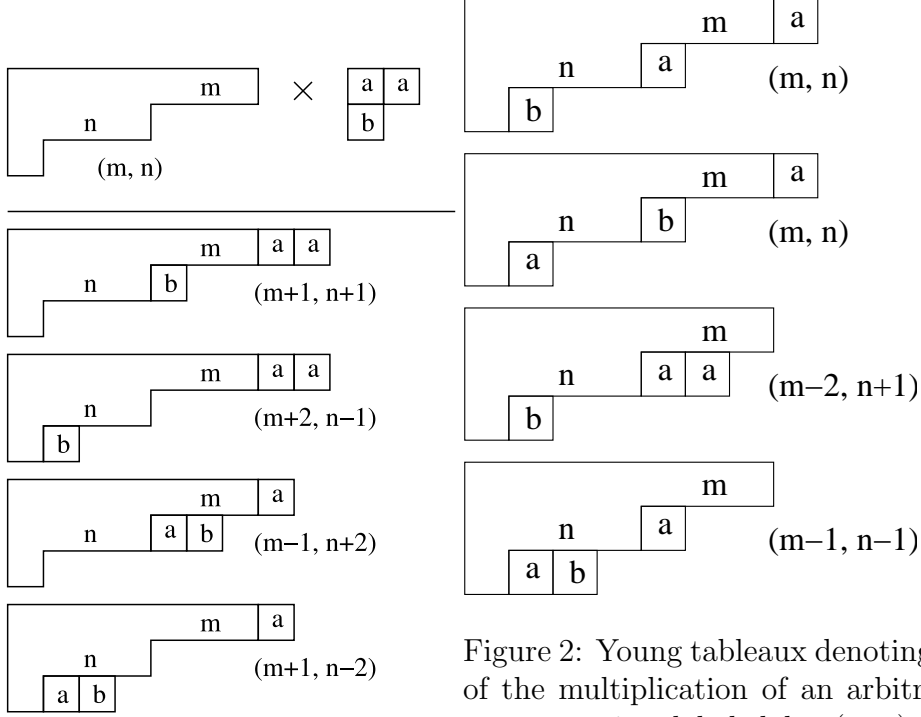 m
×
a a
n
b
(m, n)
m
a a
n
b
(m+1, n+1)
m
a a
n
b
(m+2, n−1)
m
a
n
a b
(m−1, n+2)
m
a
n
a b
(m+1, n−2)
m
a
n
a
b
(m, n)
m
a
n
b
a
(m, n)
m
n
a a
b
(m−2, n+1)
m
n
a
a b
(m−1, n−1)
Figure 2: Young tableaux denoting
of the multiplication of an arbitr